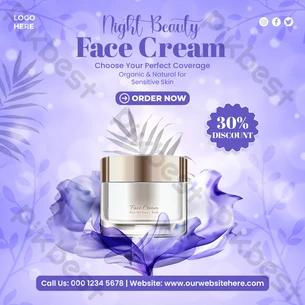 LOGO
HERE
Night Beauty
Face Cream
Choose Your Perfect Coverage
Organic & Natural for
Sensitive Skin
ORDER NOW
30%
DISCOUNT
Face Cream
Call Us: 000 1234 5678 | Website: www.ourwebsitehere.com